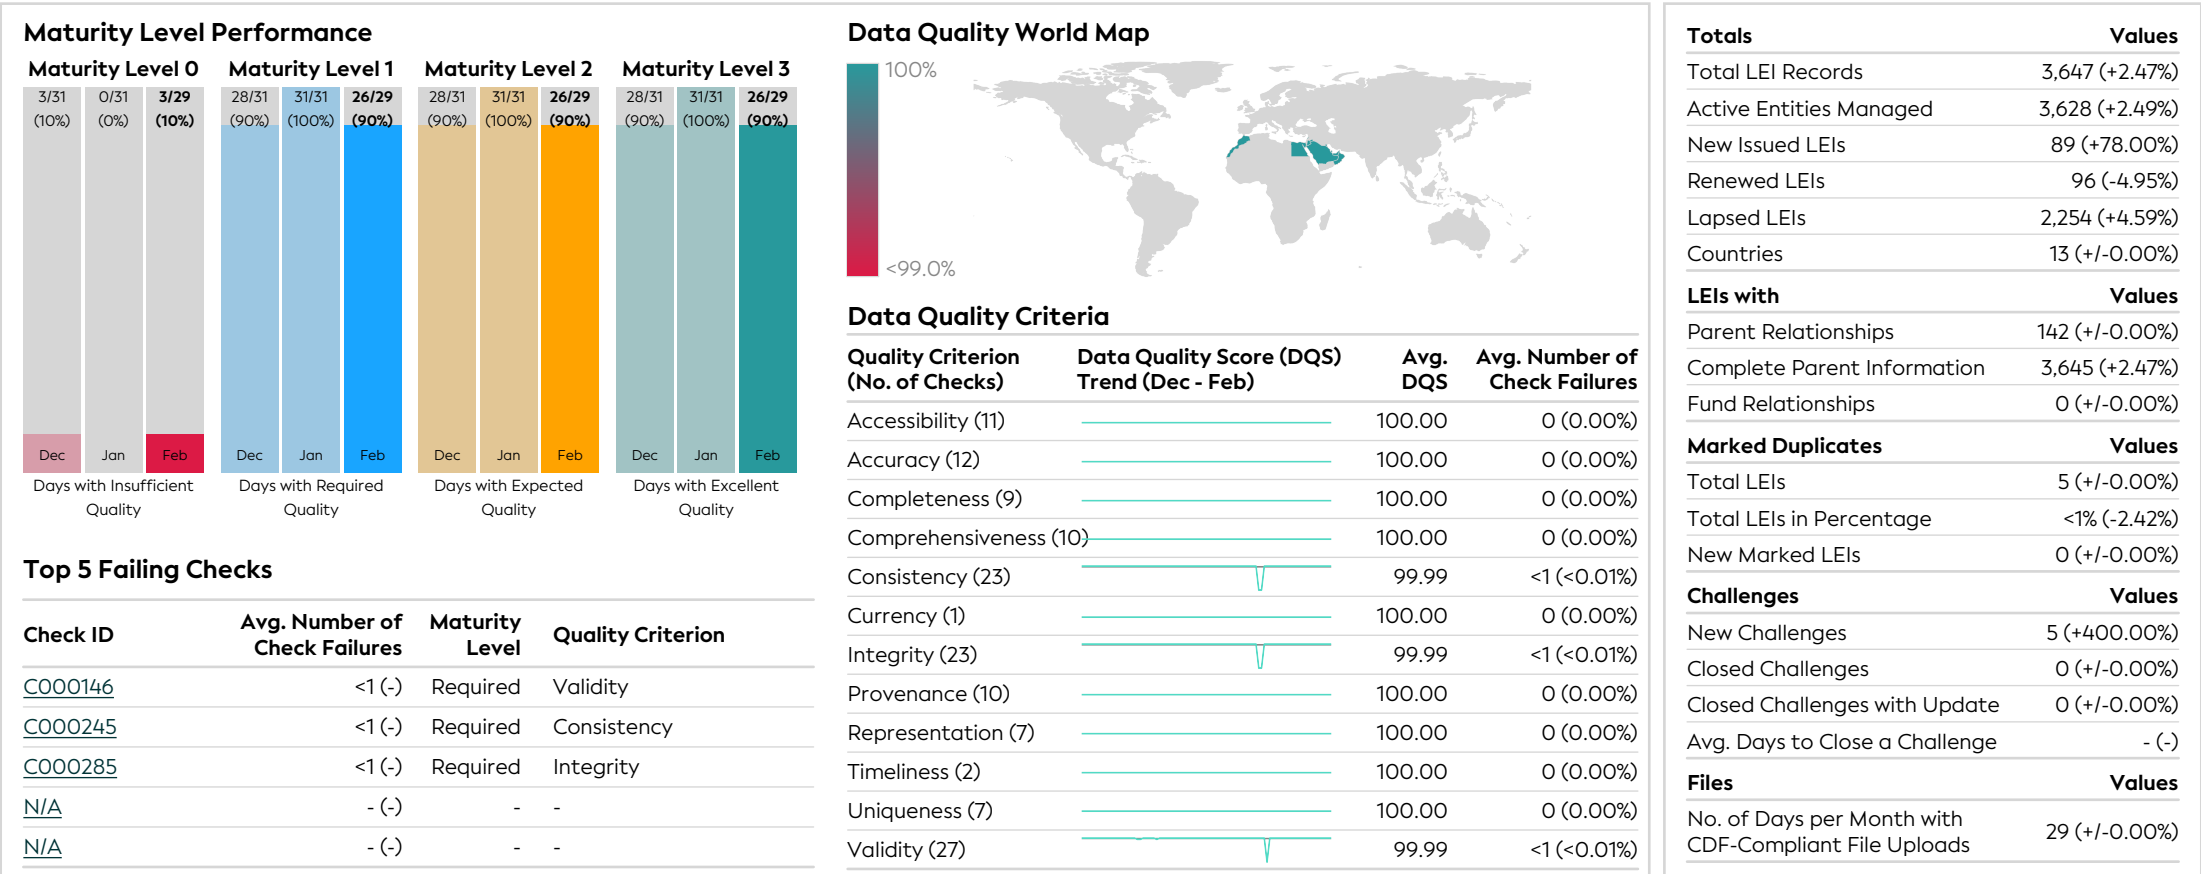 Maturity Level Performance
Maturity Level 0
3/31 0/31 3/29
(10%) (0%) (10%)
Dec Jan Feb
Days with Insufficient
Quality
Maturity Level 1
28/31 31/31 26/29
(90%) (100%) (90%)
Dec Jan Feb
Days with Required
Quality
Maturity Level 2
28/31 31/31 26/29
(90%) (100%) (90%)
Dec Jan Feb
Days with Expected
Quality
Maturity Level 3
28/31 31/31 26/29
(90%) (100%) (90%)
Dec Jan Feb
Days with Excellent
Quality
Top 5 Failing Checks
Check ID Avg. Number of Check Failures Maturity Level Quality Criterion
C000146 <1 (-) Required Validity
C000245 <1 (-) Required Consistency
C000285 <1 (-) Required Integrity
N/A - (-) - -
N/A - (-) - -
Data Quality World Map
100%
<99.0%
Data Quality Criteria
Quality Criterion Data Quality Score (DQS) Avg. Avg. Number of
(No. of Checks) Trend (Dec - Feb) DQS Check Failures
Accessibility (11) 100.00 0 (0.00%)
Accuracy (12) 100.00 0 (0.00%)
Completeness (9) 100.00 0 (0.00%)
Comprehensiveness (10) 100.00 0 (0.00%)
Consistency (23) 99.99 <1 (<0.01%)
Currency (1) 100.00 0 (0.00%)
Integrity (23) 99.99 <1 (<0.01%)
Provenance (10) 100.00 0 (0.00%)
Representation (7) 100.00 0 (0.00%)
Timeliness (2) 100.00 0 (0.00%)
Uniqueness (7) 100.00 0 (0.00%)
Validity (27) 99.99 <1 (<0.01%)
Totals Values
Total LEI Records 3,647 (+2.47%)
Active Entities Managed 3,628 (+2.49%)
New Issued LEIs 89 (+78.00%)
Renewed LEIs 96 (-4.95%)
Lapsed LEIs 2,254 (+4.59%)
Countries 13 (+/-0.00%)
LEIs with Values
Parent Relationships 142 (+/-0.00%)
Complete Parent Information 3,645 (+2.47%)
Fund Relationships 0 (+/-0.00%)
Marked Duplicates Values
Total LEIs 5 (+/-0.00%)
Total LEIs in Percentage <1% (-2.42%)
New Marked LEIs 0 (+/-0.00%)
Challenges Values
New Challenges 5 (+400.00%)
Closed Challenges 0 (+/-0.00%)
Closed Challenges with Update 0 (+/-0.00%)
Avg. Days to Close a Challenge - (-)
Files Values
No. of Days per Month with
CDF-Compliant File Uploads 29 (+/-0.00%)